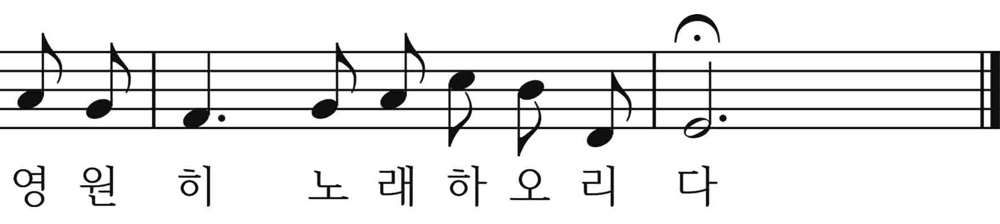 영 원 히 노 래 하 오 리 다